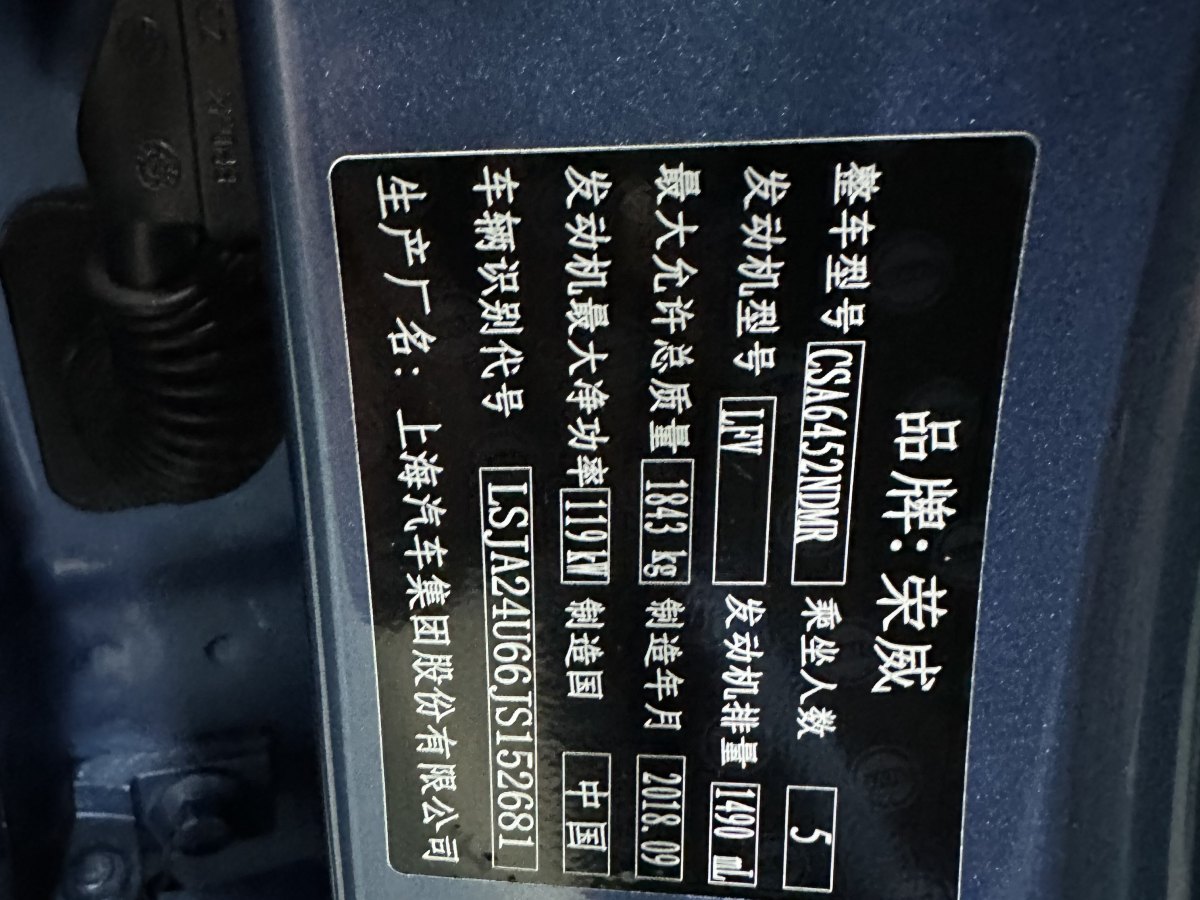 品牌：荣威
整车型号 CSA6452NDMR 乘坐人数 5
发动机型号 LFV 发动机排量 1490 mL
最大允许总质量 1843 kg 制造年月 2018.09
发动机最大净功率 119kW 制造国 中国
车辆识别代号 LSJA24U66JS152681
生产厂名：上海汽车集团股份有限公司